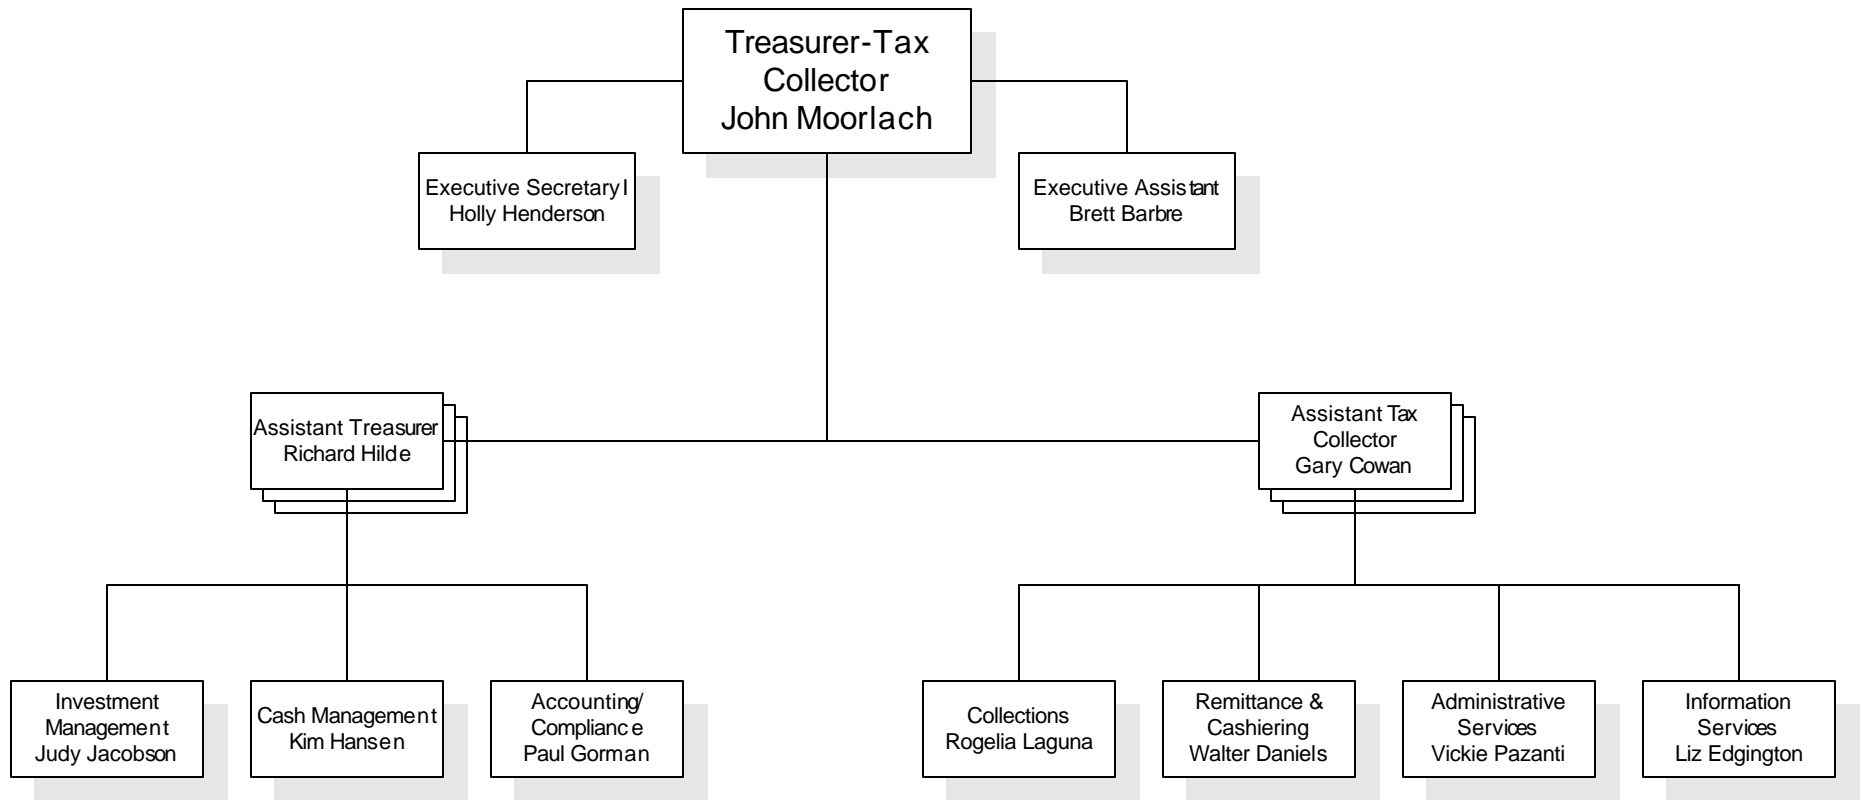 Treasurer-Tax
Collector
John Moorlach
Executive Secretary I
Holly Henderson
Executive Assistant
Brett Barbre
Assistant Treasurer
Richard Hilde
Assistant Tax
Collector
Gary Cowan
Investment
Management
Judy Jacobson
Cash Management
Kim Hansen
Accounting/
Compliance
Paul Gorman
Collections
Rogelia Laguna
Remittance &
Cashiering
Walter Daniels
Administrative
Services
Vickie Pazanti
Information
Services
Liz Edgington